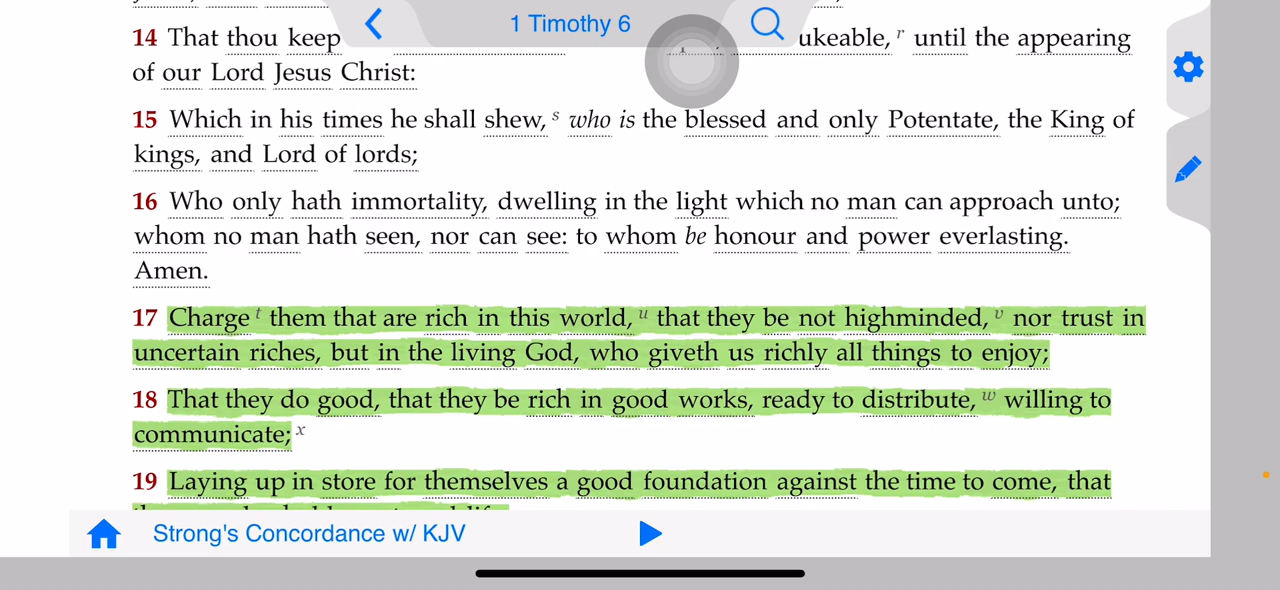 1 Timothy 6
14 That thou keep ukeable, r until the appearing
of our Lord Jesus Christ:
15 Which in his times he shall shew, s who is the blessed and only Potentate, the King of
kings, and Lord of lords;
16 Who only hath immortality, dwelling in the light which no man can approach unto;
whom no man hath seen, nor can see: to whom be honour and power everlasting.
Amen.
17 Charge t them that are rich in this world, u that they be not highminded, v nor trust in
uncertain riches, but in the living God, who giveth us richly all things to enjoy;
18 That they do good, that they be rich in good works, ready to distribute, w willing to
communicate; x
19 Laying up in store for themselves a good foundation against the time to come, that
Strong's Concordance w/ KJV